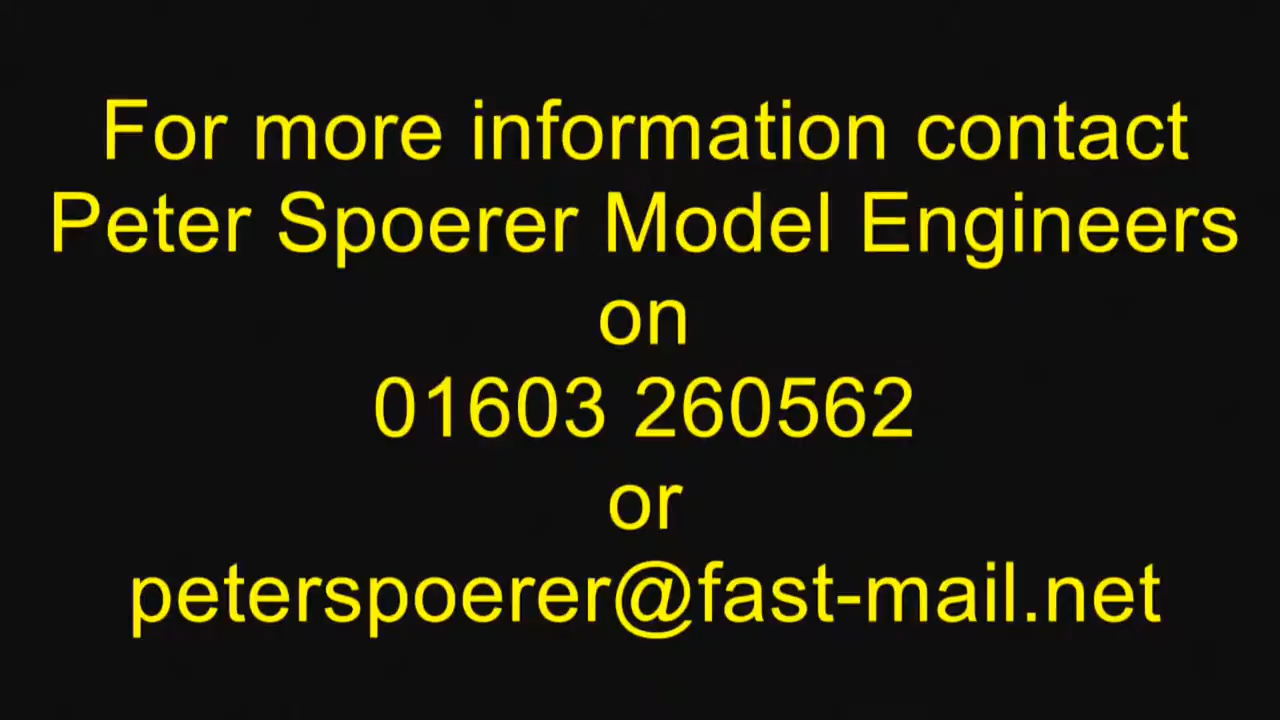 For more information contact
Peter Spoerer Model Engineers
on
01603 260562
or
peterspoerer@fast-mail.net